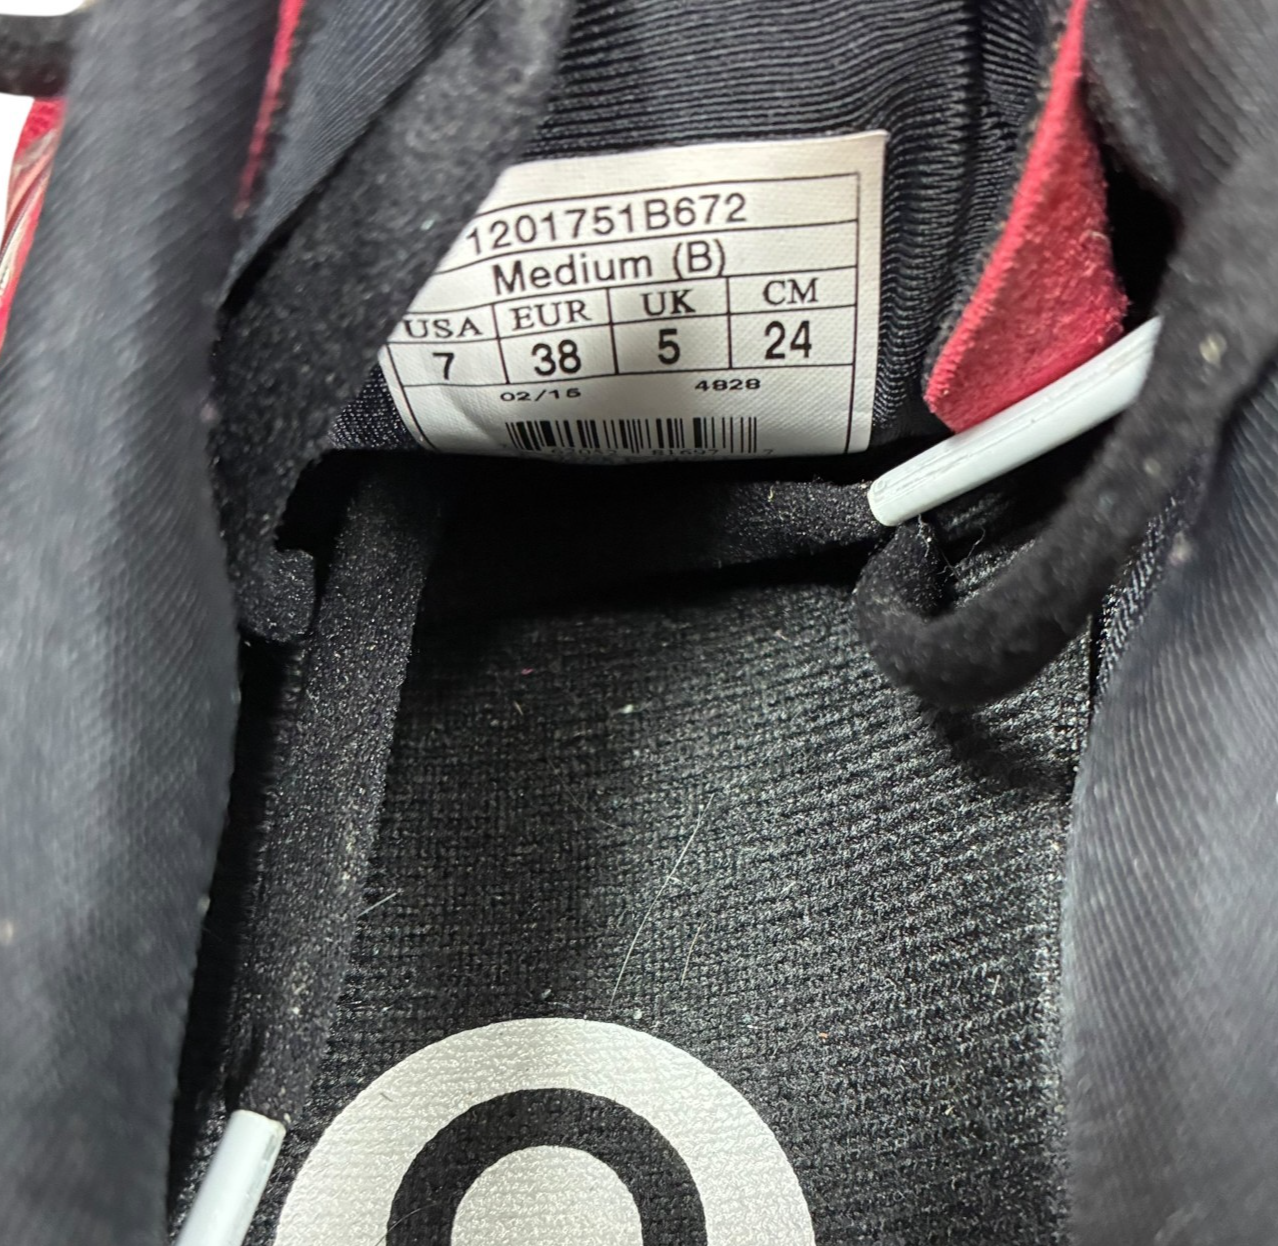 1201751B672
Medium (B)
USA EUR UK CM
7 38 5 24
02/15 4828